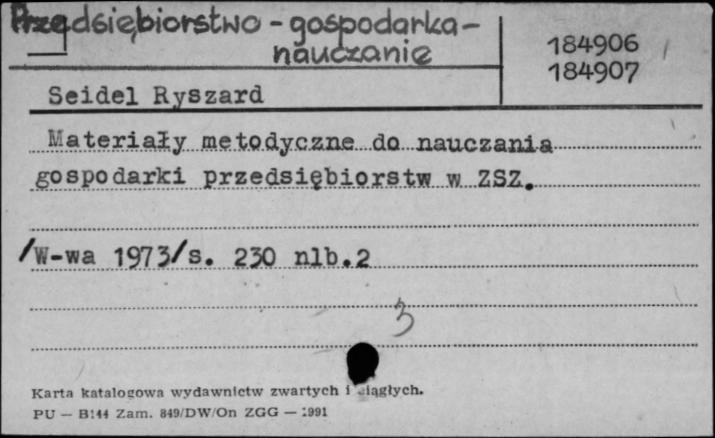 Przedsiębiorstwo - gospodarka -
nauczanie
184906
184907
Seidel Ryszard
Materiały metodyczne do nauczania
gospodarki przedsiębiorstw w ZSZ.
/W-wa 1973/s. 230 nlb.2
3
Karta katalogowa wydawnictw zwartych i ciągłych.
PU — B144 Zam. 849/DW/On ZGG — 1991